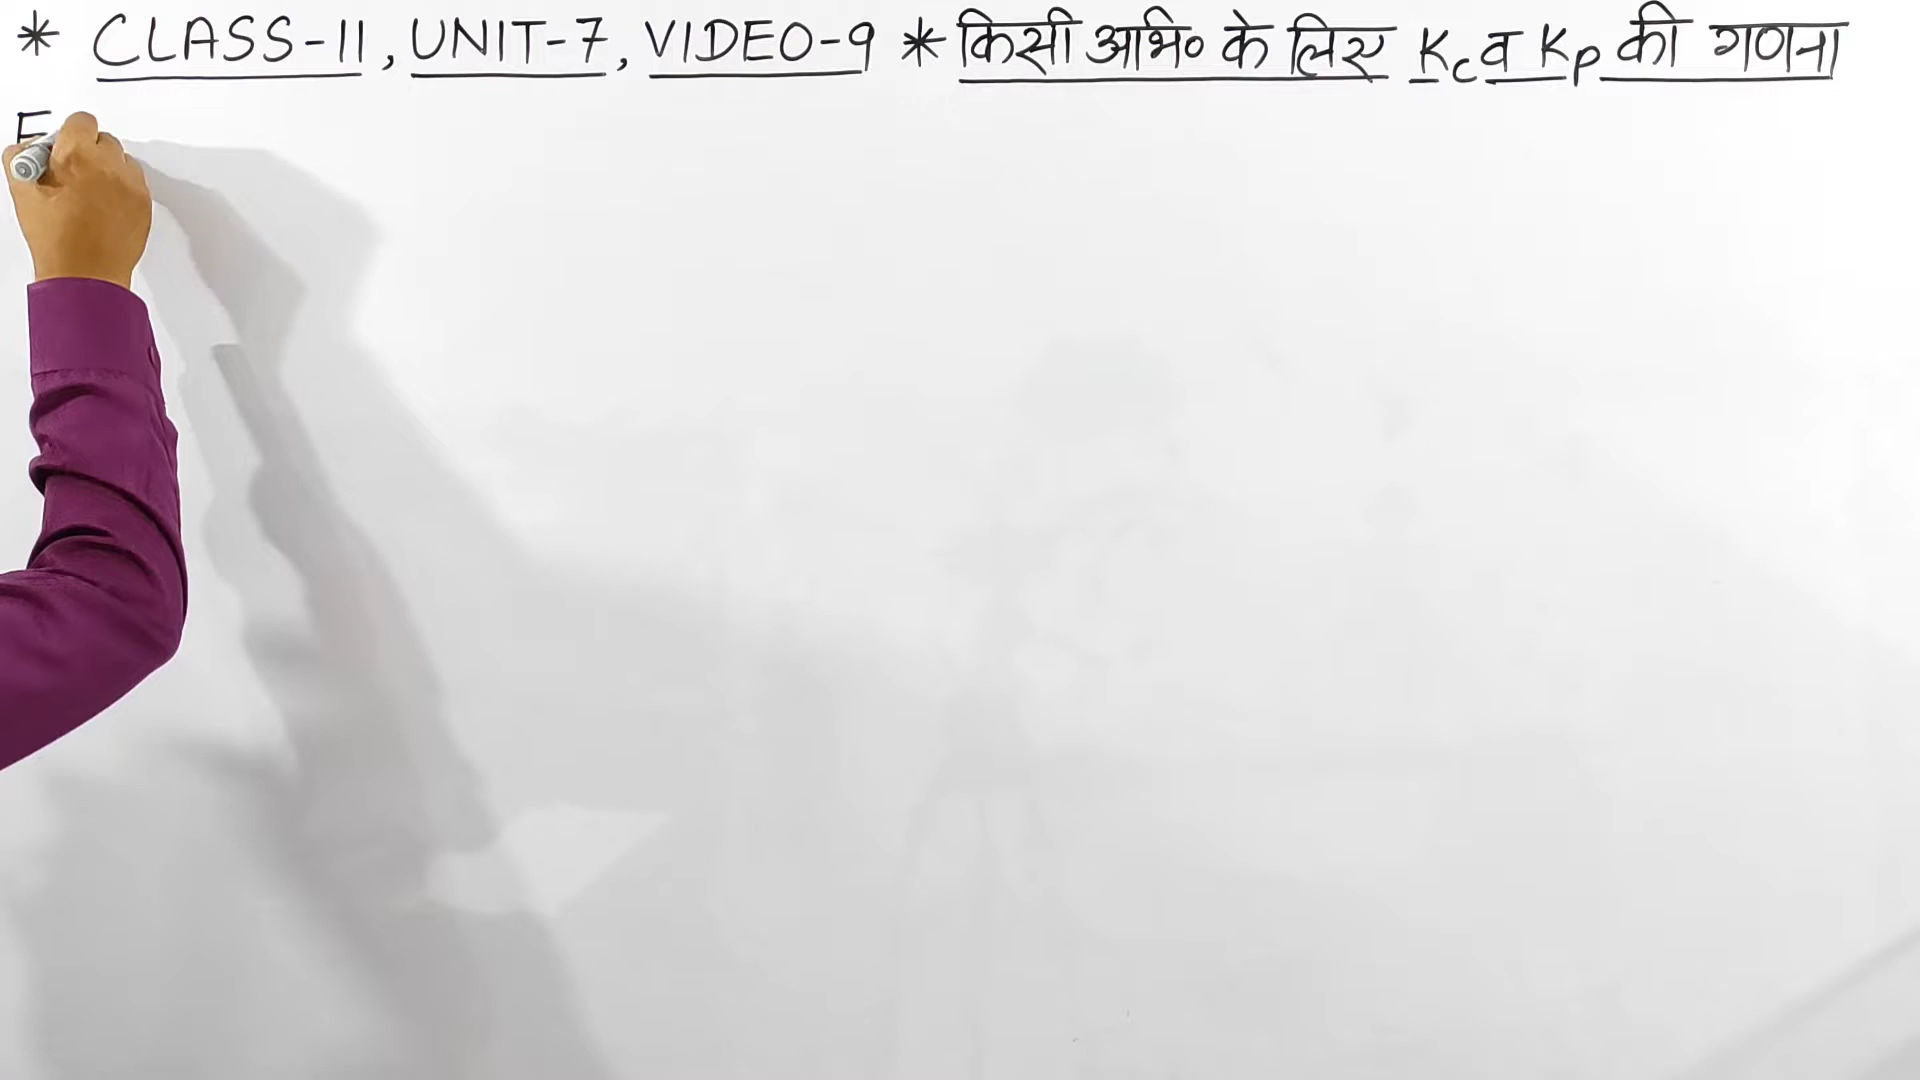 * CLASS-11, UNIT-7, VIDEO-9 * किसी अभि० के लिए Kc व Kp की गणना
E